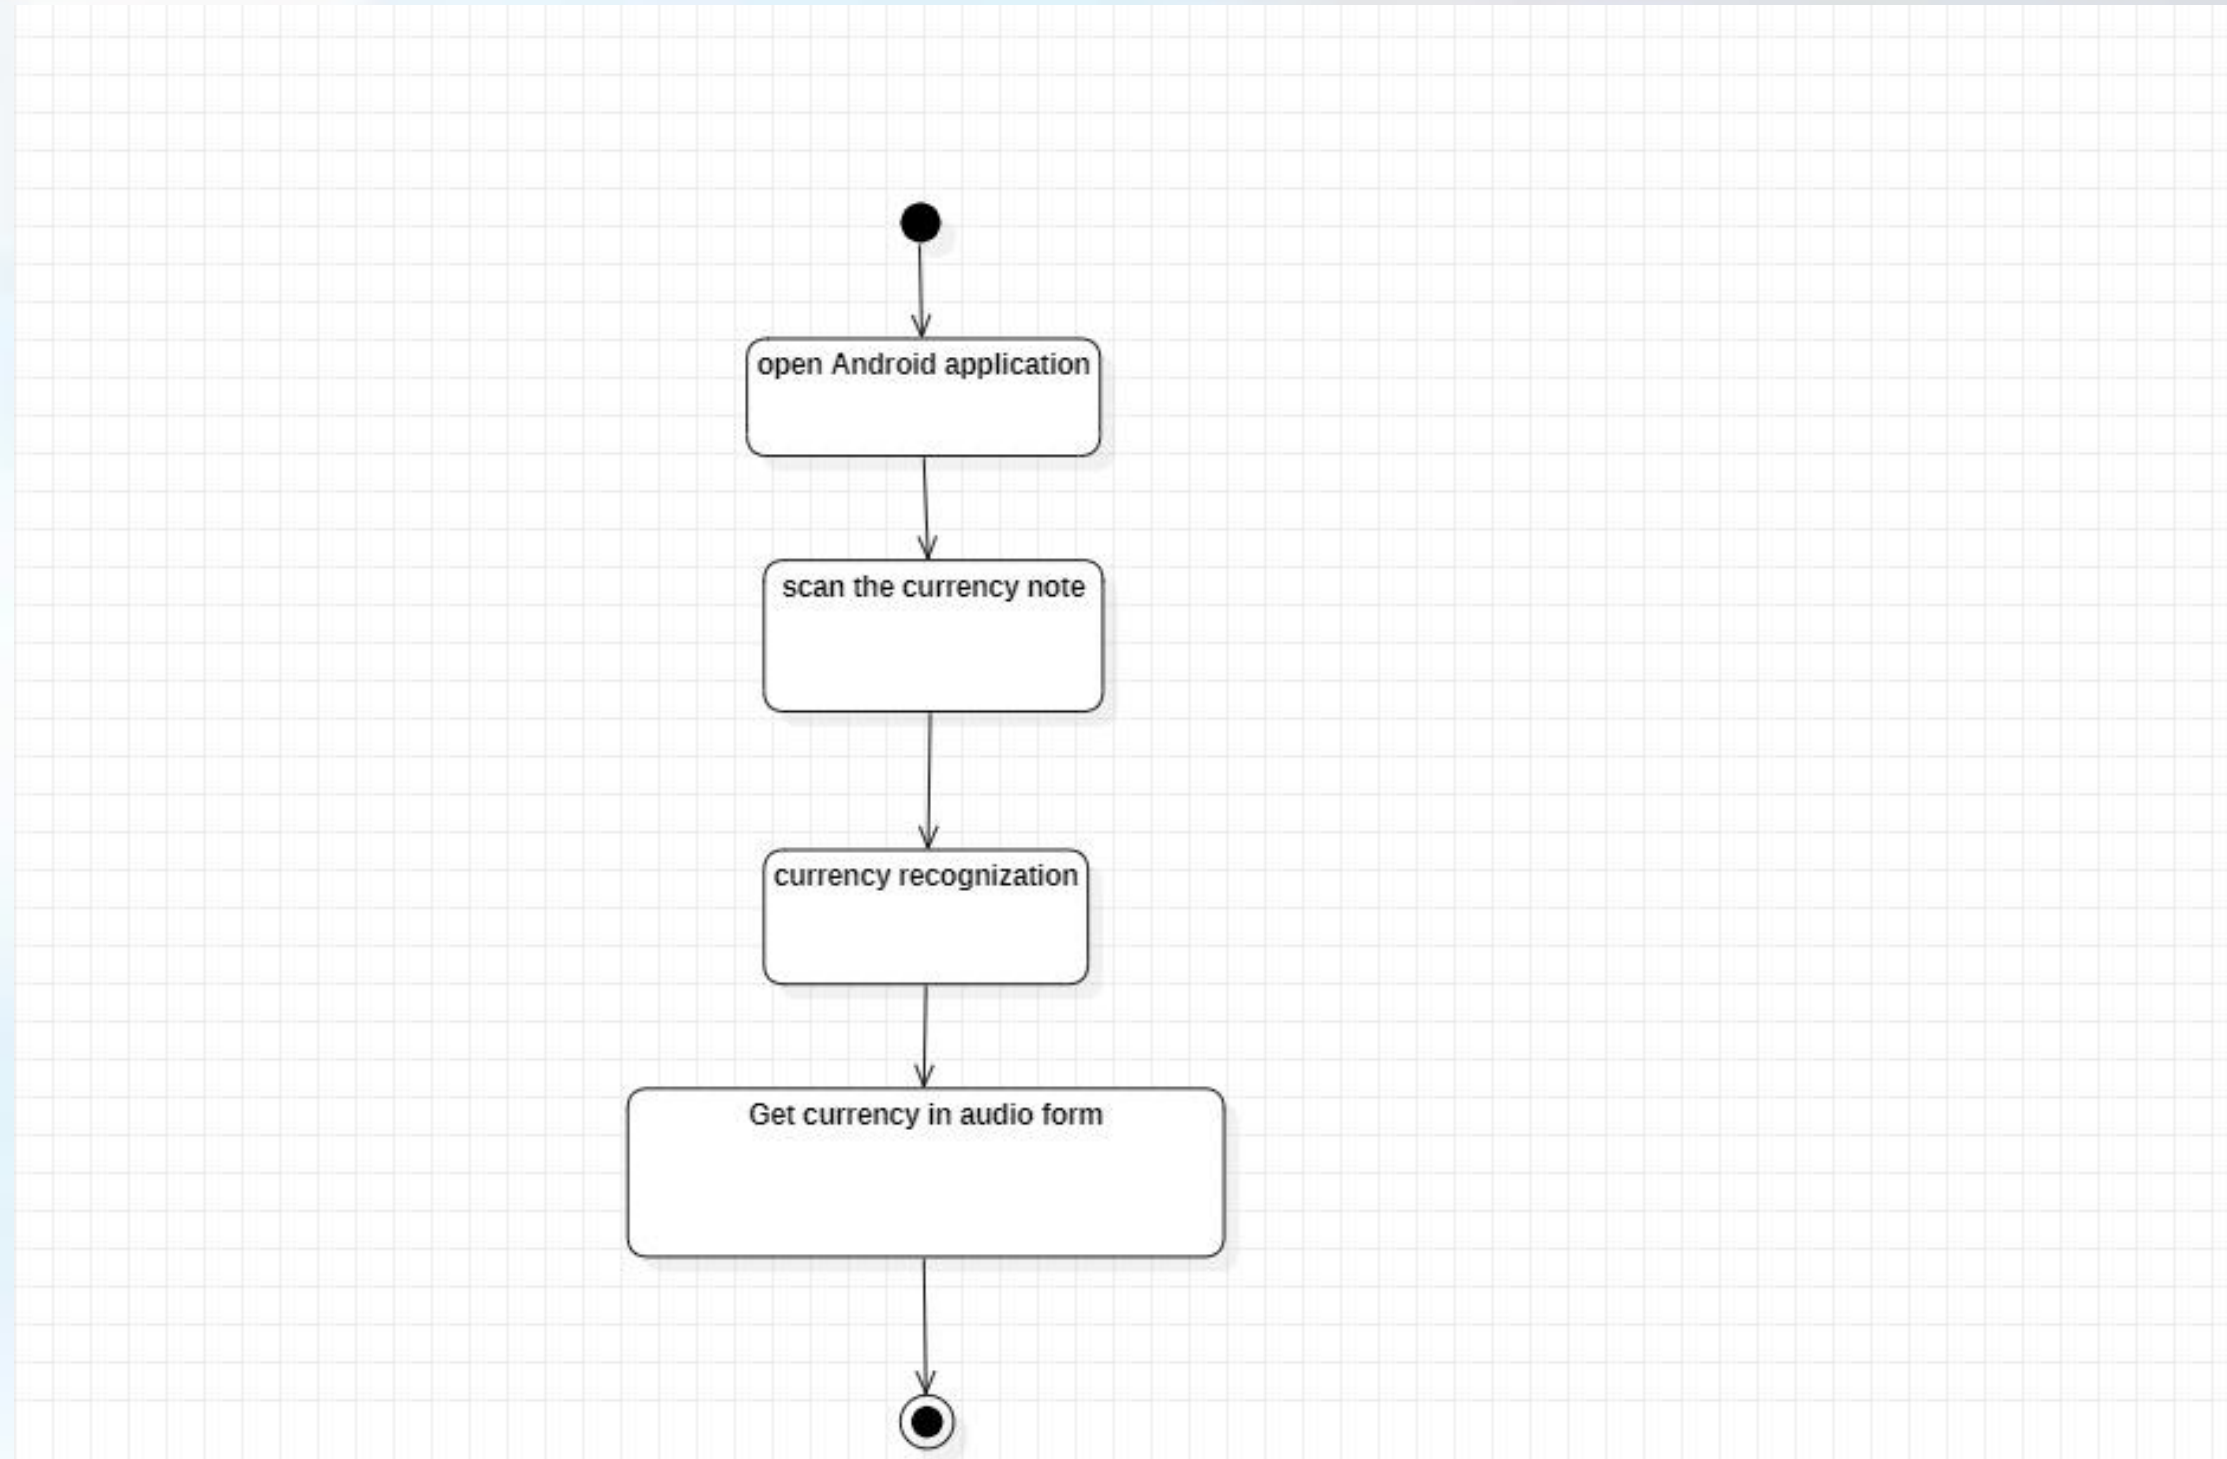 open Android application
scan the currency note
currency recognization
Get currency in audio form